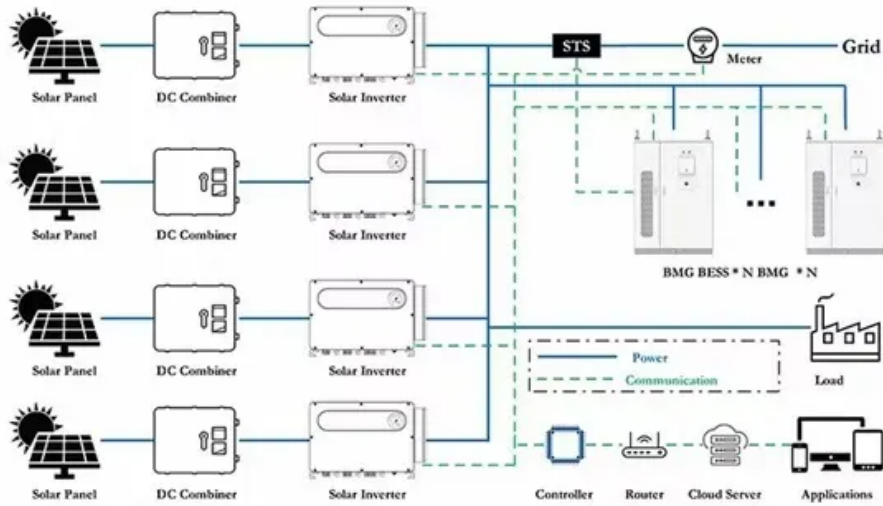 STS
Meter
Grid
Solar Panel
DC Combiner
Solar Inverter
Solar Panel
DC Combiner
Solar Inverter
BMG BESS * N BMG * N
Solar Panel
DC Combiner
Solar Inverter
Power
Communication
Load
Solar Panel
DC Combiner
Solar Inverter
Controller
Router
Cloud Server
Applications